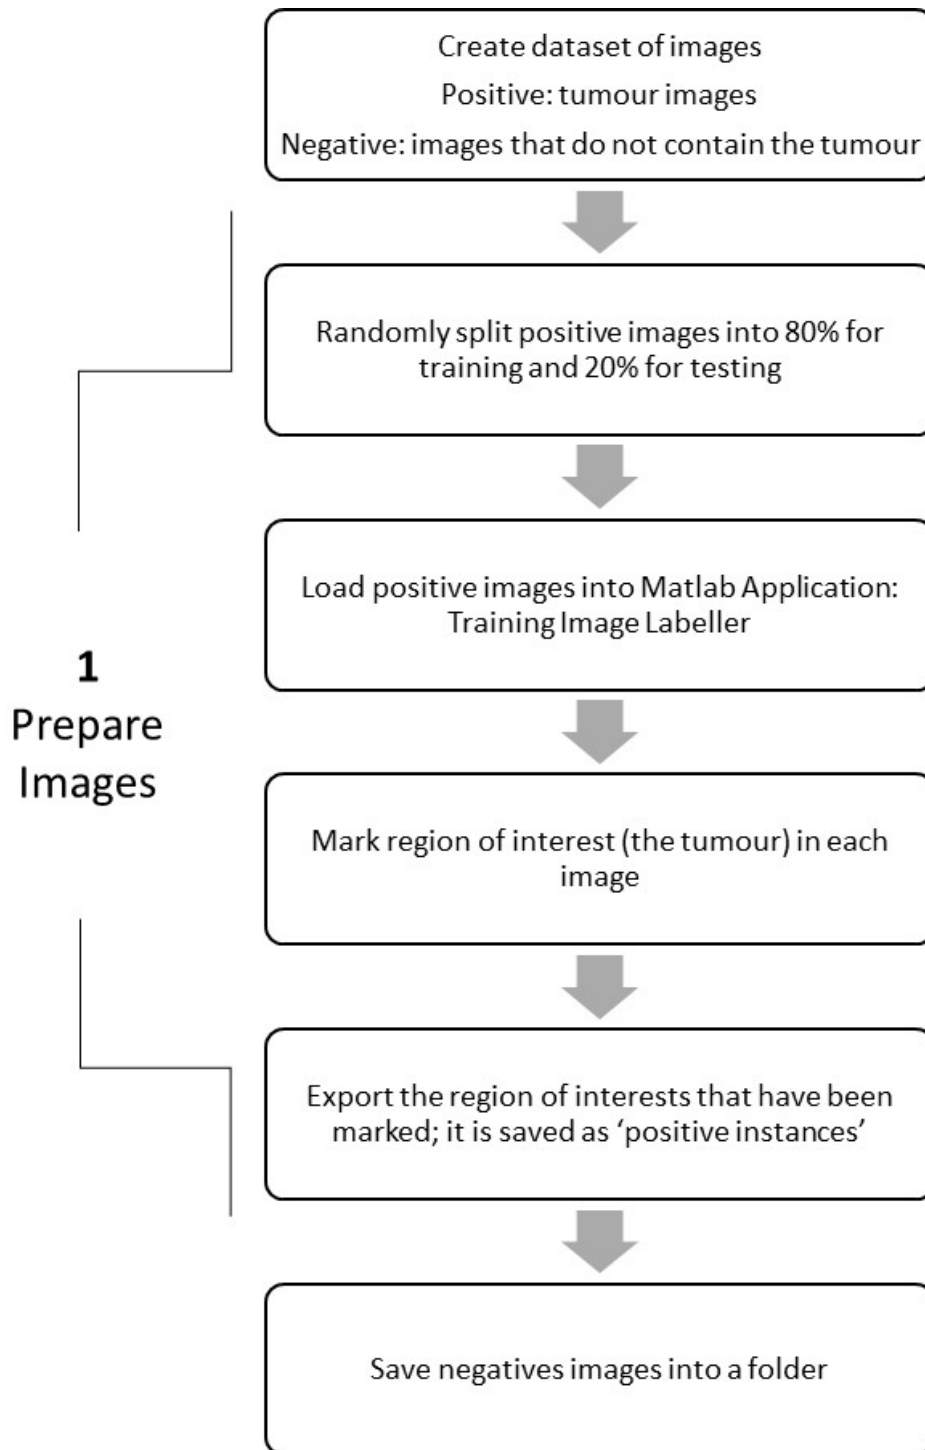 Create dataset of images
Positive: tumour images
Negative: images that do not contain the tumour
Randomly split positive images into 80% for
training and 20% for testing
Load positive images into Matlab Application:
Training Image Labeller
1
Prepare
Images
Mark region of interest (the tumour) in each
image
Export the region of interests that have been
marked; it is saved as ‘positive instances’
Save negatives images into a folder